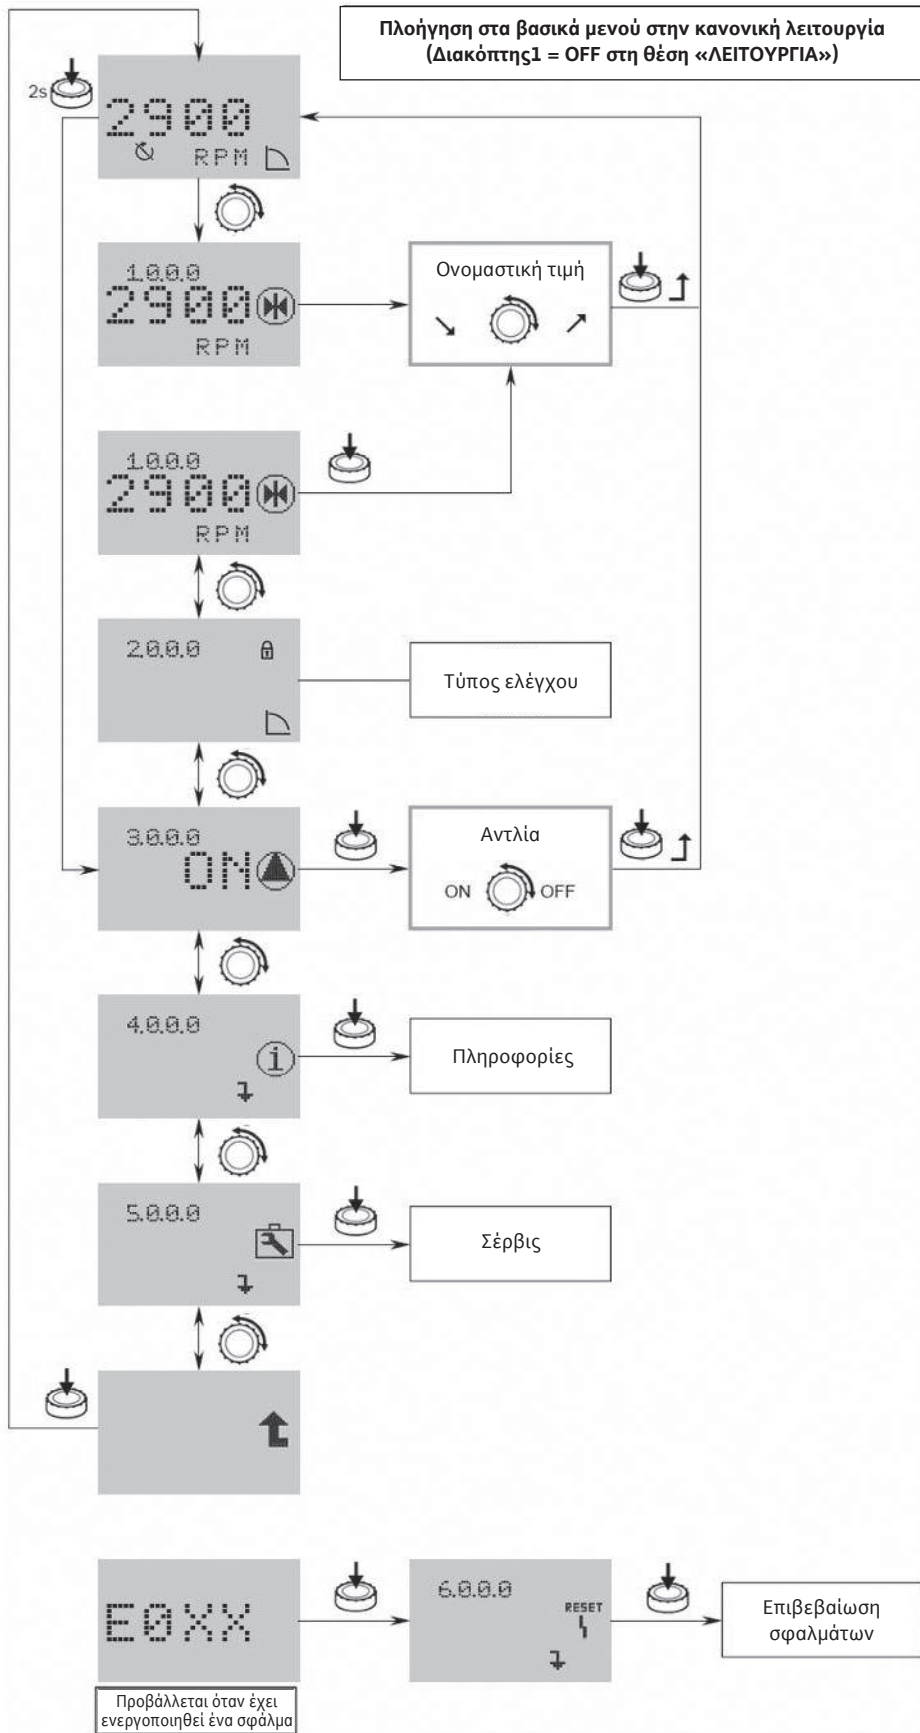 Πλοήγηση στα βασικά μενού στην κανονική λειτουργία
(Διακόπτης1 = OFF στη θέση «ΛΕΙΤΟΥΡΓΙΑ»)
2s
2900
RPM
1.0.0.0
2900
RPM
Ονομαστική τιμή
1.0.0.0
2900
RPM
2.0.0.0
Τύπος ελέγχου
3.0.0.0
ON
Αντλία
ON OFF
4.0.0.0
i
Πληροφορίες
5.0.0.0
Σέρβις
E0XX
6.0.0.0
RESET
Επιβεβαίωση
σφαλμάτων
Προβάλλεται όταν έχει
ενεργοποιηθεί ένα σφάλμα